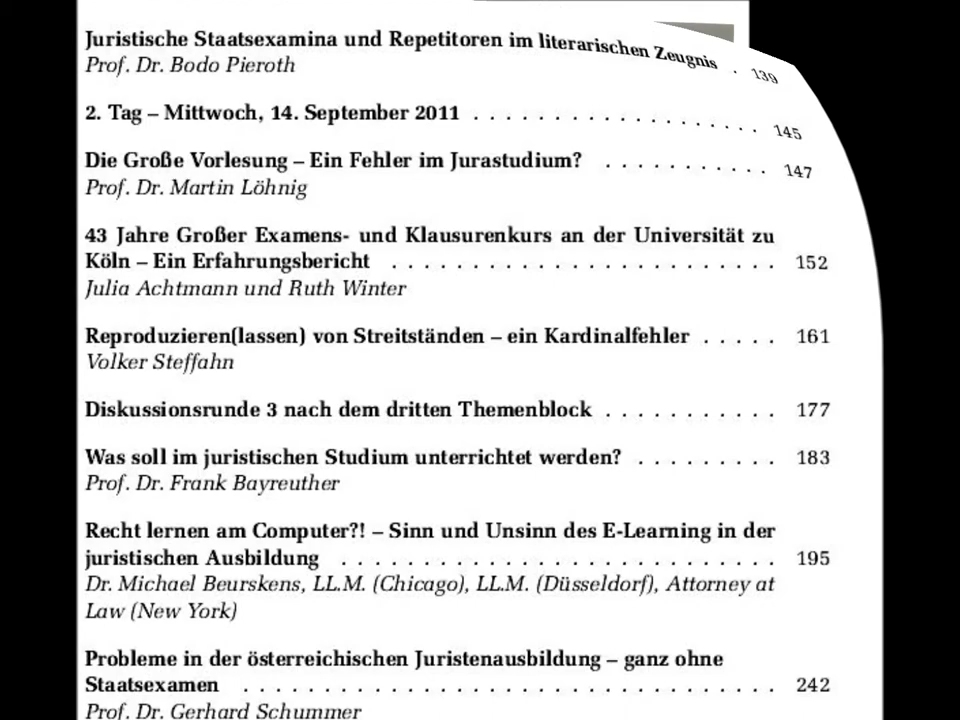 Juristische Staatsexamina und Repetitoren im literarischen Zeugnis . 139
Prof. Dr. Bodo Pieroth
2. Tag – Mittwoch, 14. September 2011 . . . . . . . . . . . . . . . . . . 145
Die Große Vorlesung – Ein Fehler im Jurastudium? . . . . . . . . . . . 147
Prof. Dr. Martin Löhnig
43 Jahre Großer Examens- und Klausurenkurs an der Universität zu
Köln – Ein Erfahrungsbericht . . . . . . . . . . . . . . . . . . . . . . . . . 152
Julia Achtmann und Ruth Winter
Reproduzieren(lassen) von Streitständen – ein Kardinalfehler . . . . . 161
Volker Steffahn
Diskussionsrunde 3 nach dem dritten Themenblock . . . . . . . . . . . 177
Was soll im juristischen Studium unterrichtet werden? . . . . . . . . . 183
Prof. Dr. Frank Bayreuther
Recht lernen am Computer?! – Sinn und Unsinn des E-Learning in der
juristischen Ausbildung . . . . . . . . . . . . . . . . . . . . . . . . . . . 195
Dr. Michael Beurskens, LL.M. (Chicago), LL.M. (Düsseldorf), Attorney at
Law (New York)
Probleme in der österreichischen Juristenausbildung – ganz ohne
Staatsexamen . . . . . . . . . . . . . . . . . . . . . . . . . . . . . . . . 242
Prof. Dr. Gerhard Schummer